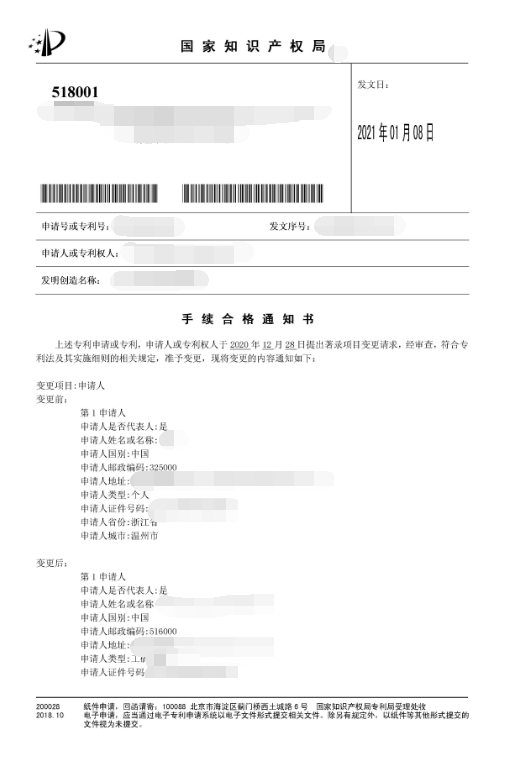 国家知识产权局
518001
发文日：
2021年01月08日
申请号或专利号：
发文序号：
申请人或专利权人：
发明创造名称：
手续合格通知书
上述专利申请或专利，申请人或专利权人于2020年12月28日提出著录项目变更请求，经审查，符合专
利法及其实施细则的相关规定，准予变更，现将变更的内容通知如下：
变更项目:申请人
变更前：
第1申请人
申请人是否代表人:是
申请人姓名或名称:
申请人国别:中国
申请人邮政编码:325000
申请人地址:
申请人类型:个人
申请人证件号码:
申请人省份:浙江省
申请人城市:温州市
变更后：
第1申请人
申请人是否代表人:是
申请人姓名或名称
申请人国别:中国
申请人邮政编码:516000
申请人地址:
申请人类型:工
申请人证件号码
200028 纸件申请，回函请寄：100088 北京市海淀区蓟门桥西土城路6号 国家知识产权局专利局受理处收
2018.10 电子申请，应当通过电子专利申请系统以电子文件形式提交相关文件。除另有规定外，以纸件等其他形式提交的
文件视为未提交。